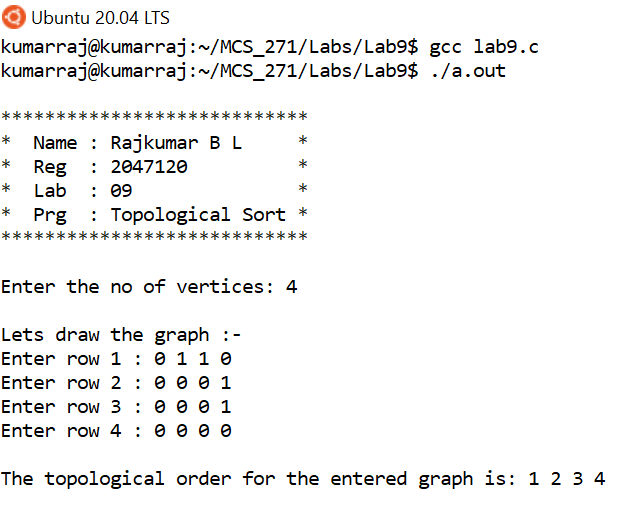 Ubuntu 20.04 LTS
kumarraj@kumarraj:~/MCS_271/Labs/Lab9$ gcc lab9.c
kumarraj@kumarraj:~/MCS_271/Labs/Lab9$ ./a.out
****************************
*  Name : Rajkumar B L     *
*  Reg  : 2047120          *
*  Lab  : 09               *
*  Prg  : Topological Sort *
****************************
Enter the no of vertices: 4
Lets draw the graph :-
Enter row 1 : 0 1 1 0
Enter row 2 : 0 0 0 1
Enter row 3 : 0 0 0 1
Enter row 4 : 0 0 0 0
The topological order for the entered graph is: 1 2 3 4